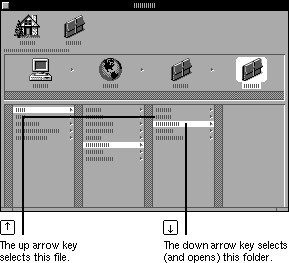 ↑
The up arrow key
selects this file.
↓
The down arrow key selects
(and opens) this folder.